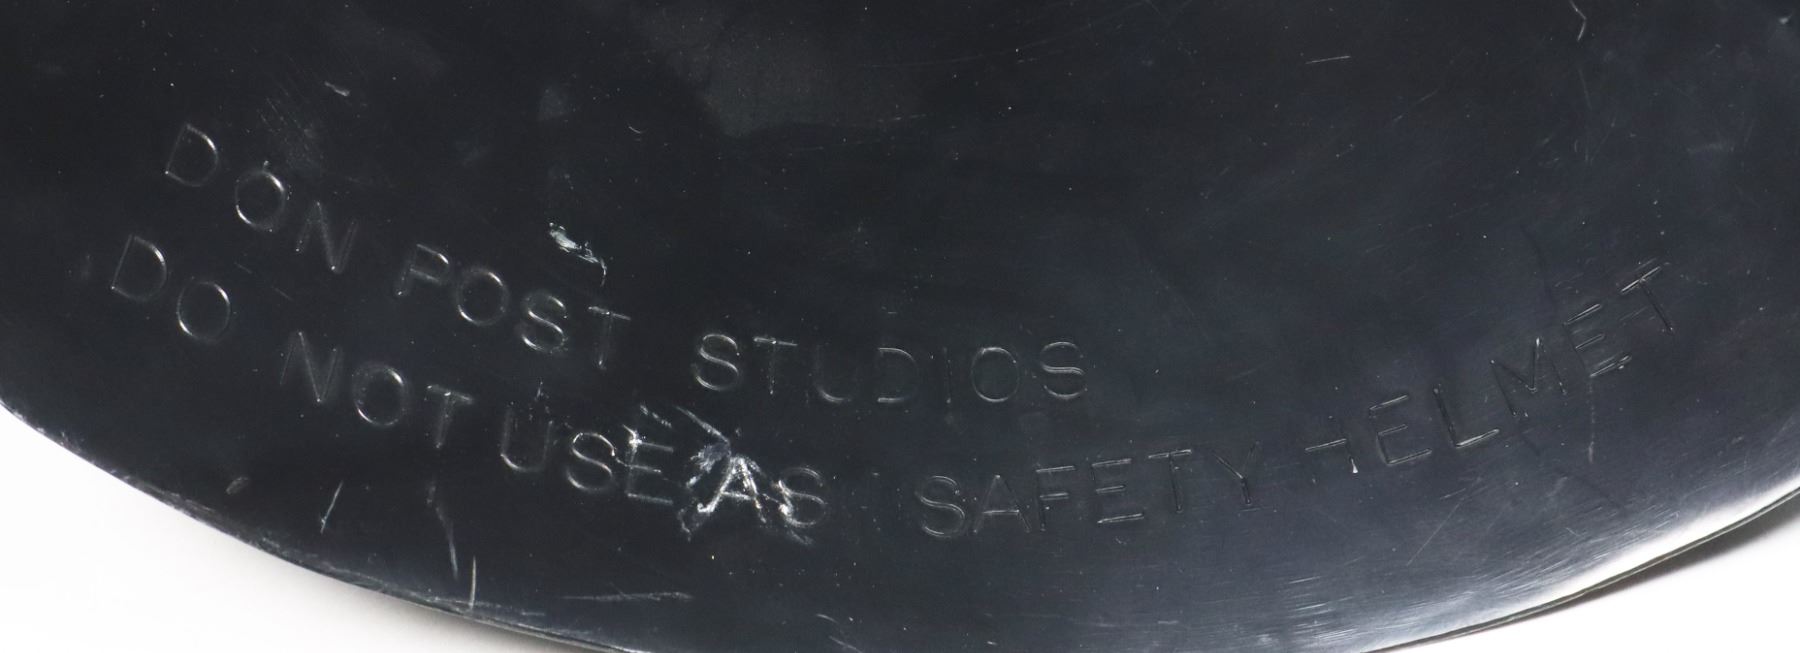 DON POST STUDIOS
DO NOT USE AS SAFETY HELMET